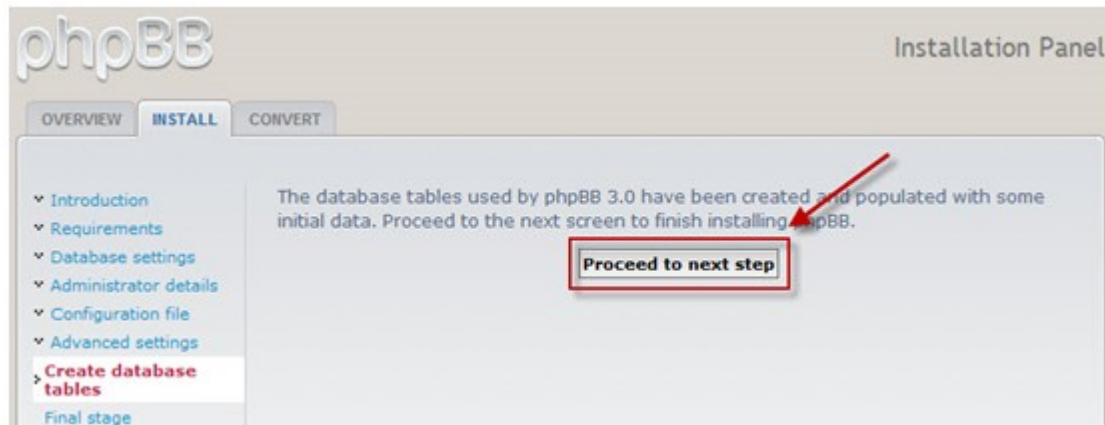 phpBB
Installation Panel
OVERVIEW INSTALL CONVERT
Introduction
Requirements
Database settings
Administrator details
Configuration file
Advanced settings
Create database
tables
Final stage
The database tables used by phpBB 3.0 have been created and populated with some
initial data. Proceed to the next screen to finish installing phpBB.
Proceed to next step